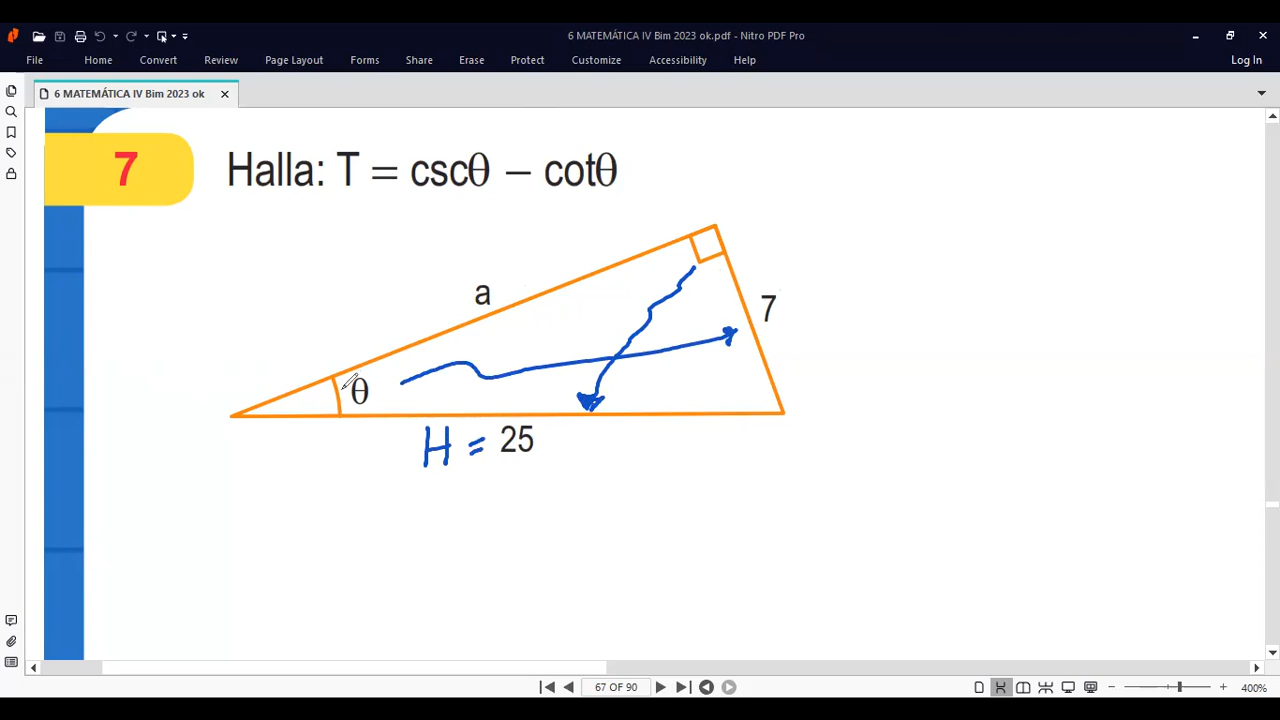 6 MATEMÁTICA IV Bim 2023 ok.pdf - Nitro PDF Pro
File Home Convert Review Page Layout Forms Share Erase Protect Customize Accessibility Help Log In
6 MATEMÁTICA IV Bim 2023 ok
7 Halla: T = cscθ − cotθ
a
7
θ
H = 25
67 OF 90
400%